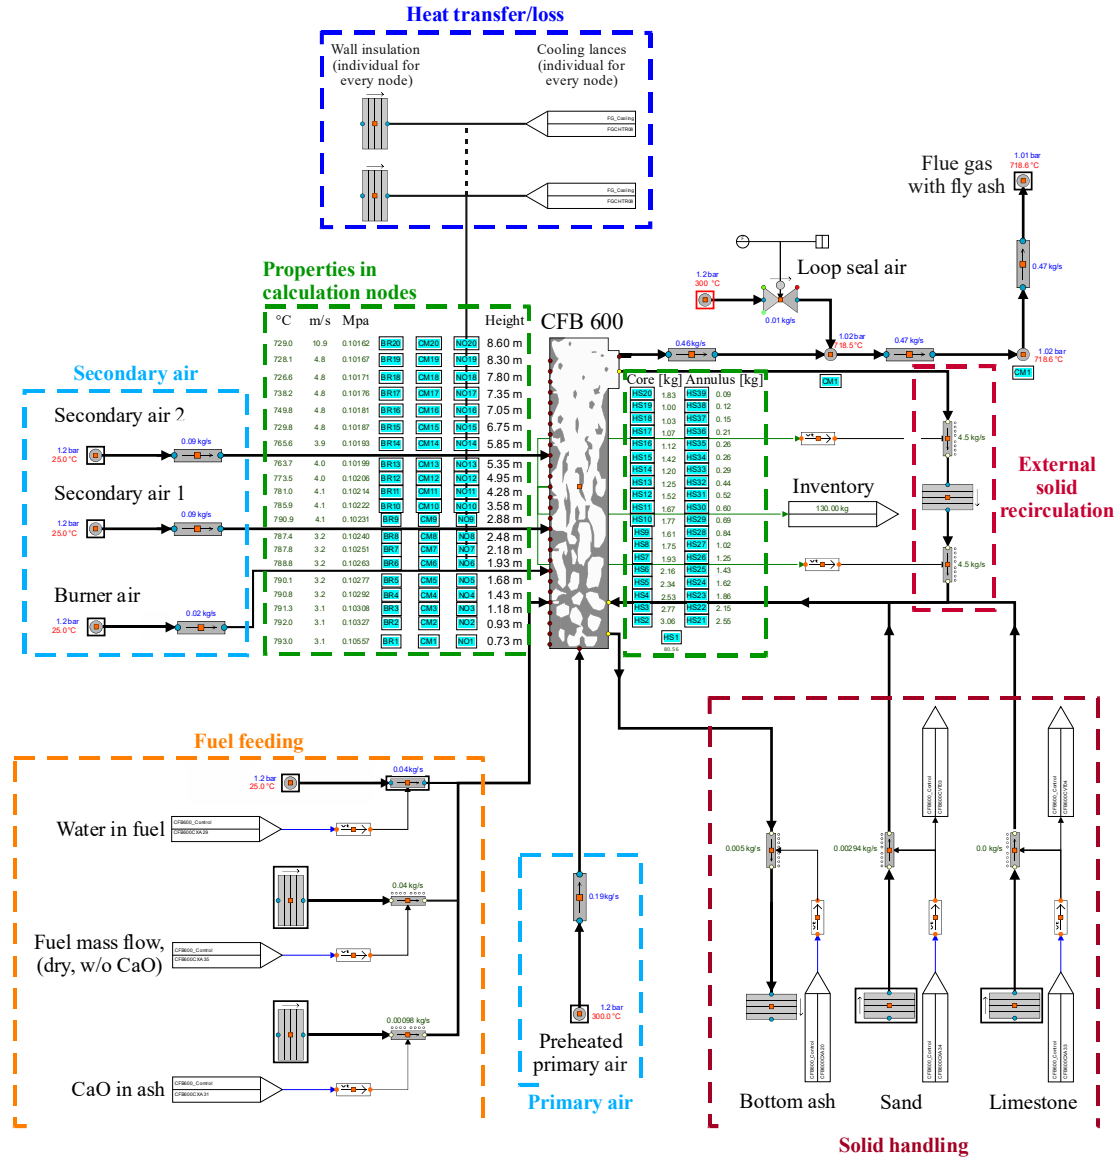 Heat transfer/loss
Wall insulation
(individual for
every node)
Cooling lances
(individual for
every node)
FG_Casing
FGCHTR08
FG_Casing
FGCHTR08
Flue gas
with fly ash
1.01 bar
718.6 °C
0.47 kg/s
Loop seal air
1.2 bar
300 °C
0.01 kg/s
0.46 kg/s
1.02 bar
718.5°C
0.47 kg/s
1.02 bar
718.6°C
CM1
CM1
Properties in
calculation nodes
°C m/s Mpa Height
729.0 10.9 0.10162 BR20 CM20 NO20 8.60 m
728.1 4.8 0.10167 BR19 CM19 NO19 8.30 m
726.6 4.8 0.10171 BR18 CM18 NO18 7.80 m
738.2 4.8 0.10176 BR17 CM17 NO17 7.35 m
749.8 4.8 0.10181 BR16 CM16 NO16 7.05 m
729.8 4.8 0.10187 BR15 CM15 NO15 6.75 m
765.6 3.9 0.10193 BR14 CM14 NO14 5.85 m
763.7 4.0 0.10199 BR13 CM13 NO13 5.35 m
773.5 4.0 0.10206 BR12 CM12 NO12 4.95 m
781.0 4.1 0.10214 BR11 CM11 NO11 4.28 m
785.9 4.1 0.10222 BR10 CM10 NO10 3.58 m
790.9 4.1 0.10231 BR9 CM9 NO9 2.88 m
787.4 3.2 0.10240 BR8 CM8 NO8 2.48 m
787.8 3.2 0.10251 BR7 CM7 NO7 2.18 m
788.8 3.2 0.10263 BR6 CM6 NO6 1.93 m
790.1 3.2 0.10277 BR5 CM5 NO5 1.68 m
790.8 3.2 0.10292 BR4 CM4 NO4 1.43 m
791.3 3.1 0.10308 BR3 CM3 NO3 1.18 m
792.0 3.1 0.10327 BR2 CM2 NO2 0.93 m
793.0 3.1 0.10557 BR1 CM1 NO1 0.73 m
CFB 600
Core [kg] Annulus [kg]
HS20 1.83 HS39 0.09
HS19 1.00 HS38 0.12
HS18 1.03 HS37 0.15
HS17 1.07 HS36 0.21
HS16 1.12 HS35 0.26
HS15 1.42 HS34 0.26
HS14 1.20 HS33 0.29
HS13 1.25 HS32 0.44
HS12 1.52 HS31 0.52
HS11 1.67 HS30 0.60
HS10 1.77 HS29 0.69
HS9 1.61 HS28 0.84
HS8 1.75 HS27 1.02
HS7 1.93 HS26 1.25
HS6 2.16 HS25 1.43
HS5 2.34 HS24 1.62
HS4 2.53 HS23 1.86
HS3 2.77 HS22 2.15
HS2 3.06 HS21 2.55
HS1
80.56
Inventory
130.00 kg
4.5 kg/s
4.5 kg/s
External
solid
recirculation
Secondary air
Secondary air 2
0.09 kg/s
1.2 bar
25.0°C
Secondary air 1
0.09 kg/s
1.2 bar
25.0°C
Burner air
0.02 kg/s
1.2 bar
25.0°C
Fuel feeding
1.2 bar
25.0°C
0.04 kg/s
CFB600_Control
CFB600CXA29
Water in fuel
0.04 kg/s
Fuel mass flow,
(dry, w/o CaO)
CFB600_Control
CFB600CXA35
0.00098 kg/s
CaO in ash
CFB600_Control
CFB600CXA31
0.19 kg/s
1.2 bar
300.0°C
Preheated
primary air
Primary air
0.005 kg/s
0.00294 kg/s
0.0 kg/s
CFB600_Control
CFB600_Control
CFB600_Control
CFB600CXA20
CFB600_Control
CFB600CXA34
CFB600_Control
CFB600CXA33
Bottom ash
Sand
Limestone
Solid handling